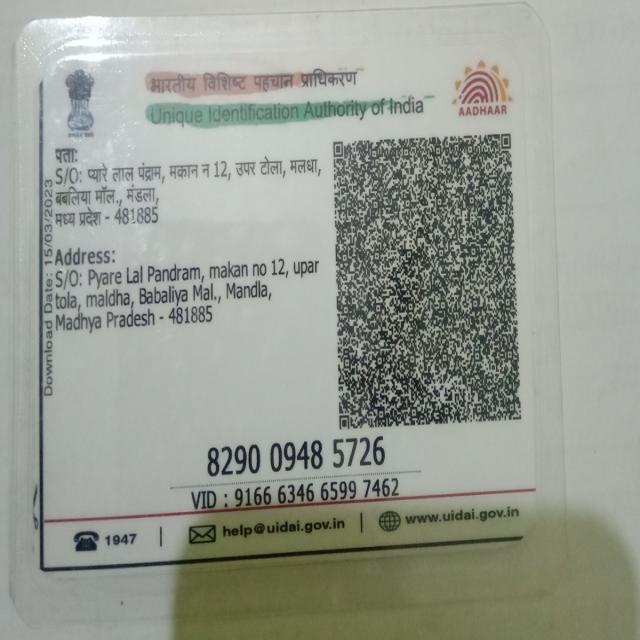 भारतीय विशिष्ट पहचान प्राधिकरण
Unique Identification Authority of India
AADHAAR
पता:
S/O: प्यारे लाल पंद्राम, मकान न 12, उपर टोला, मलधा,
बबलिया मॉल., मंडला,
मध्य प्रदेश - 481885
Address:
S/O: Pyare Lal Pandram, makan no 12, upar
tola, maldha, Babaliya Mal., Mandla,
Madhya Pradesh - 481885
Download Date: 15/03/2023
8290 0948 5726
VID : 9166 6346 6599 7462
1947 | help@uidai.gov.in | www.uidai.gov.in